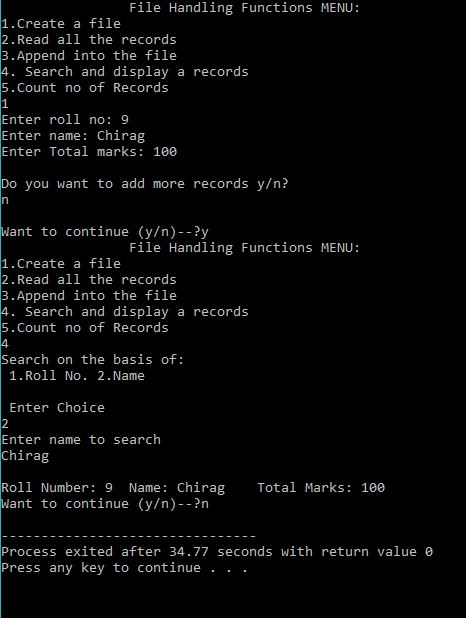 File Handling Functions MENU:
1.Create a file
2.Read all the records
3.Append into the file
4. Search and display a records
5.Count no of Records
1
Enter roll no: 9
Enter name: Chirag
Enter Total marks: 100
Do you want to add more records y/n?
n
Want to continue (y/n)--?y
File Handling Functions MENU:
1.Create a file
2.Read all the records
3.Append into the file
4. Search and display a records
5.Count no of Records
4
Search on the basis of:
1.Roll No. 2.Name
Enter Choice
2
Enter name to search
Chirag
Roll Number: 9  Name: Chirag    Total Marks: 100
Want to continue (y/n)--?n
--------------------------------
Process exited after 34.77 seconds with return value 0
Press any key to continue . . .